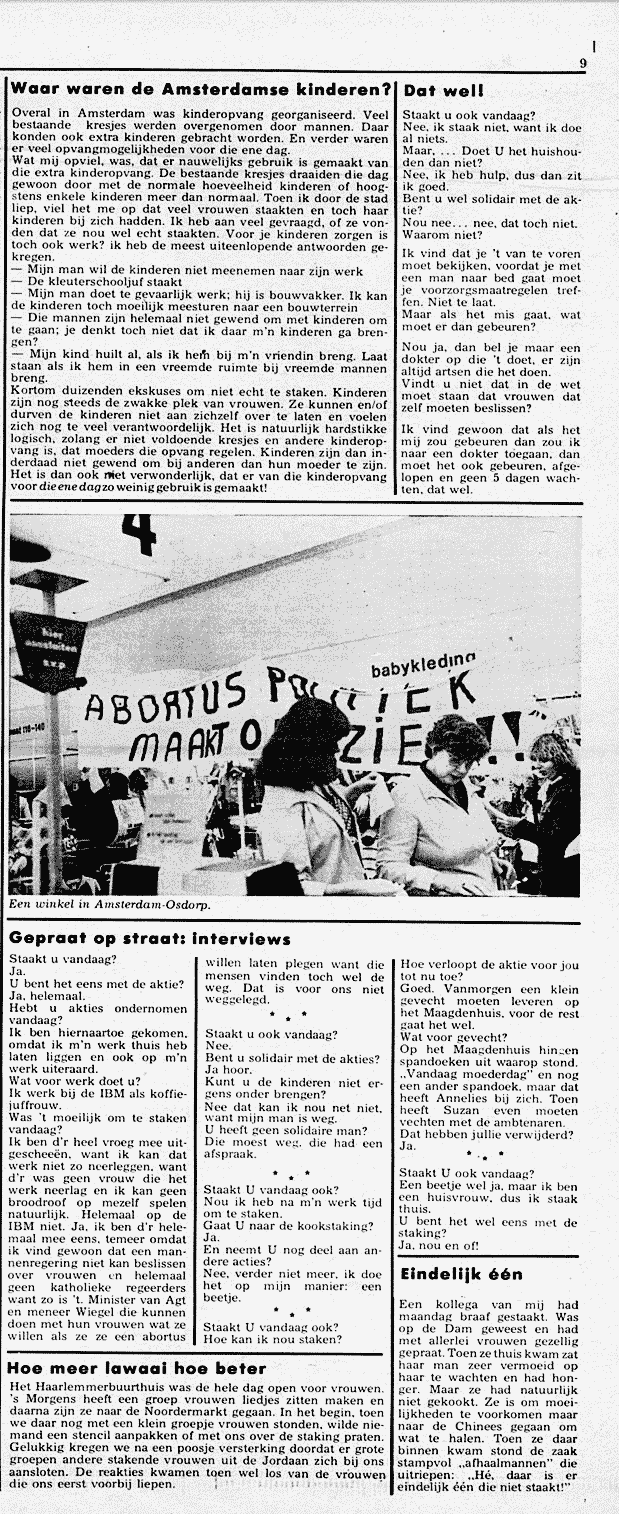 9
Waar waren de Amsterdamse kinderen?
Overal in Amsterdam was kinderopvang georganiseerd. Veel
bestaande kresjes werden overgenomen door mannen. Daar
konden ook extra kinderen gebracht worden. En verder waren
er veel opvangmogelijkheden voor die ene dag.
Wat mij opviel, was, dat er nauwelijks gebruik is gemaakt van
die extra kinderopvang. De bestaande kresjes draaiden die dag
gewoon door met de normale hoeveelheid kinderen of hoog-
stens enkele kinderen meer dan normaal. Toen ik door de stad
liep, viel het me op dat veel vrouwen staakten en toch haar
kinderen bij zich hadden. Ik heb aan veel gevraagd, of ze von-
den dat ze nou wel echt staakten. Voor je kinderen zorgen is
toch ook werk? ik heb de meest uiteenlopende antwoorden ge-
kregen.
— Mijn man wil de kinderen niet meenemen naar zijn werk
— De kleuterschooljuf staakt
— Mijn man doet te gevaarlijk werk; hij is bouwvakker. Ik kan
de kinderen toch moeilijk meesturen naar een bouwterrein
— Die mannen zijn helemaal niet gewend om met kinderen om
te gaan; je denkt toch niet dat ik daar m'n kinderen ga bren-
gen?
— Mijn kind huilt al, als ik hem bij m'n vriendin breng. Laat
staan als ik hem in een vreemde ruimte bij vreemde mannen
breng.
Kortom duizenden ekskuses om niet echt te staken. Kinderen
zijn nog steeds de zwakke plek van vrouwen. Ze kunnen en/of
durven de kinderen niet aan zichzelf over te laten en voelen
zich nog te veel verantwoordelijk. Het is natuurlijk hardstikke
logisch, zolang er niet voldoende kresjes en andere kinderop-
vang is, dat moeders die opvang regelen. Kinderen zijn dan in-
derdaad niet gewend om bij anderen dan hun moeder te zijn.
Het is dan ook niet verwonderlijk, dat er van die kinderopvang
voor die ene dag zo weinig gebruik is gemaakt!
Dat wel!
Staakt u ook vandaag?
Nee, ik staak niet, want ik doe
al niets.
Maar, ... Doet U het huishou-
den dan niet?
Nee, ik heb hulp, dus dan zit
ik goed.
Bent u wel solidair met de ak-
tie?
Nou nee... nee, dat toch niet.
Waarom niet?
Ik vind dat je 't van te voren
moet bekijken, voordat je met
een man naar bed gaat moet
je voorzorgsmaatregelen tref-
fen. Niet te laat.
Maar als het mis gaat, wat
moet er dan gebeuren?
Nou ja, dan bel je maar een
dokter op die 't doet, er zijn
altijd artsen die het doen.
Vindt u niet dat in de wet
moet staan dat vrouwen dat
zelf moeten beslissen?
Ik vind gewoon dat als het
mij zou gebeuren dan zou ik
naar een dokter toegaan, dan
moet het ook gebeuren, afge-
lopen en geen 5 dagen wach-
ten, dat wel.
4
hier
aansluiten
s.v.p
babykleding
ABORTUS POLITIEK
MAAKT ON ZIE !!
116-140
Een winkel in Amsterdam-Osdorp.
Gepraat op straat: interviews
Staakt u vandaag?
Ja.
U bent het eens met de aktie?
Ja, helemaal.
Hebt u akties ondernomen
vandaag?
Ik ben hiernaartoe gekomen,
omdat ik m'n werk thuis heb
laten liggen en ook op m'n
werk uiteraard.
Wat voor werk doet u?
Ik werk bij de IBM als koffie-
juffrouw.
Was 't moeilijk om te staken
vandaag?
Ik ben d'r heel vroeg mee uit-
gescheeën, want ik kan dat
werk niet zo neerleggen, want
d'r was geen vrouw die het
werk neerlag en ik kan geen
broodroof op mezelf spelen
natuurlijk. Helemaal op de
IBM niet. Ja, ik ben d'r hele-
maal mee eens, temeer omdat
ik vind gewoon dat een man-
nenregering niet kan beslissen
over vrouwen en helemaal
geen katholieke regeerders
want zo is 't. Minister van Agt
en meneer Wiegel die kunnen
doen met hun vrouwen wat ze
willen als ze ze een abortus
willen laten plegen want die
mensen vinden toch wel de
weg. Dat is voor ons niet
weggelegd.
* * *
Staakt u ook vandaag?
Nee.
Bent u solidair met de akties?
Ja hoor.
Kunt u de kinderen niet er-
gens onder brengen?
Nee dat kan ik nou net niet,
want mijn man is weg.
U heeft geen solidaire man?
Die moest weg, die had een
afspraak.
* * *
Staakt U vandaag ook?
Nou ik heb na m'n werk tijd
om te staken.
Gaat U naar de kookstaking?
Ja.
En neemt U nog deel aan an-
dere acties?
Nee, verder niet meer, ik doe
het op mijn manier: een
beetje.
* * *
Staakt U vandaag ook?
Hoe kan ik nou staken?
Hoe verloopt de aktie voor jou
tot nu toe?
Goed. Vanmorgen een klein
gevecht moeten leveren op
het Maagdenhuis, voor de rest
gaat het wel.
Wat voor gevecht?
Op het Maagdenhuis hingen
spandoeken uit waarop stond.
„Vandaag moederdag" en nog
een ander spandoek, maar dat
heeft Annelies bij zich. Toen
heeft Suzan even moeten
vechten met de ambtenaren.
Dat hebben jullie verwijderd?
Ja.
* * *
Staakt U ook vandaag?
Een beetje wel ja, maar ik ben
een huisvrouw, dus ik staak
thuis.
U bent het wel eens met de
staking?
Ja, nou en of!
Eindelijk één
Een kollega van mij had
maandag braaf gestaakt. Was
op de Dam geweest en had
met allerlei vrouwen gezellig
gepraat. Toen ze thuis kwam zat
haar man zeer vermoeid op
haar te wachten en had hon-
ger. Maar ze had natuurlijk
niet gekookt. Ze is om moei-
lijkheden te voorkomen maar
naar de Chinees gegaan om
wat te halen. Toen ze daar
binnen kwam stond de zaak
stampvol „afhaalmannen" die
uitriepen: „Hé, daar is er
eindelijk één die niet staakt!"
Hoe meer lawaai hoe beter
Het Haarlemmerbuurthuis was de hele dag open voor vrouwen.
's Morgens heeft een groep vrouwen liedjes zitten maken en
daarna zijn ze naar de Noordermarkt gegaan. In het begin, toen
we daar nog met een klein groepje vrouwen stonden, wilde nie-
mand een stencil aanpakken of met ons over de staking praten.
Gelukkig kregen we na een poosje versterking doordat er grote
groepen andere stakende vrouwen uit de Jordaan zich bij ons
aansloten. De reakties kwamen toen wel los van de vrouwen
die ons eerst voorbij liepen.